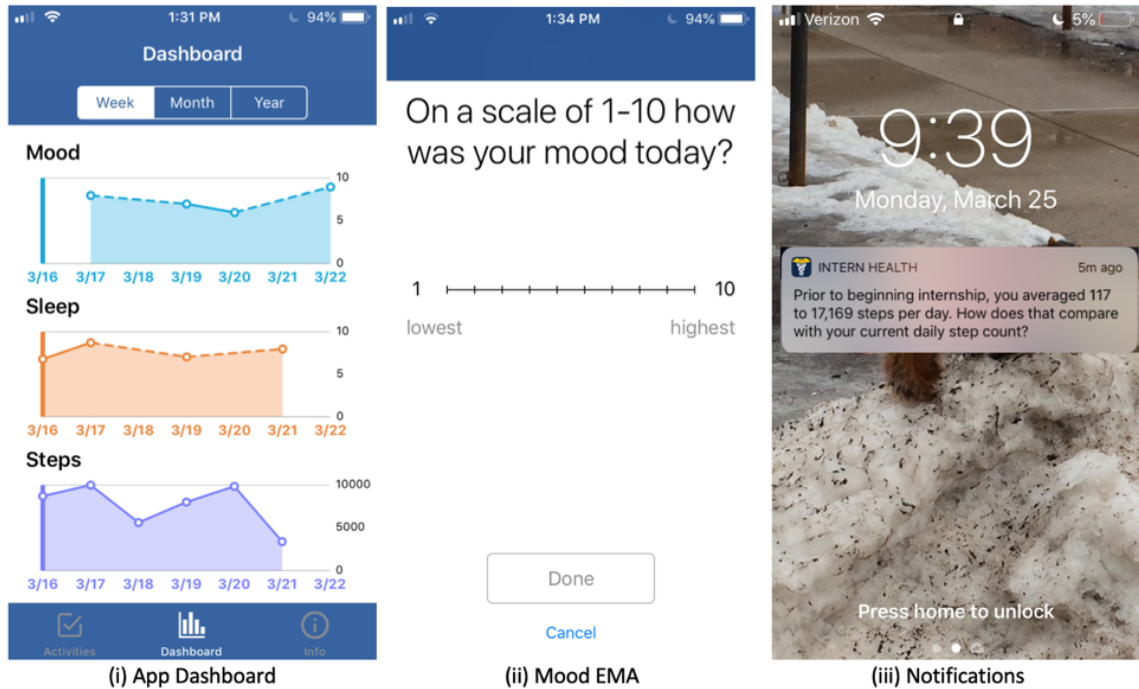 1:31 PM
94%
Dashboard
Week Month Year
Mood
10
5
0
3/16 3/17 3/18 3/19 3/20 3/21 3/22
Sleep
10
5
0
3/16 3/17 3/18 3/19 3/20 3/21 3/22
Steps
10000
5000
0
3/16 3/17 3/18 3/19 3/20 3/21 3/22
Activities Dashboard Info
(i) App Dashboard
1:34 PM
94%
On a scale of 1-10 how
was your mood today?
1 10
lowest highest
Done
Cancel
(ii) Mood EMA
Verizon
5%
9:39
Monday, March 25
INTERN HEALTH 5m ago
Prior to beginning internship, you averaged 117
to 17,169 steps per day. How does that compare
with your current daily step count?
Press home to unlock
(iii) Notifications